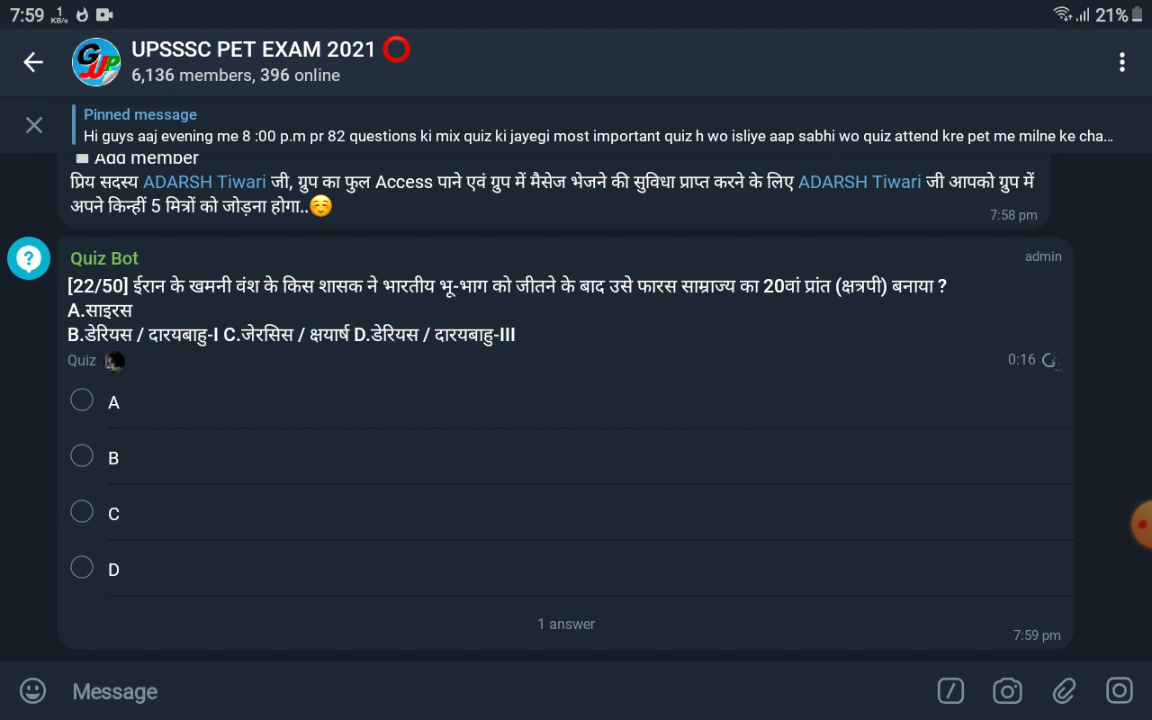 7:59 1 KB/s 21%
UPSSSC PET EXAM 2021 ⭕
6,136 members, 396 online
Pinned message
Hi guys aaj evening me 8 :00 p.m pr 82 questions ki mix quiz ki jayegi most important quiz h wo isliye aap sabhi wo quiz attend kre pet me milne ke cha...
Add member
प्रिय सदस्य ADARSH Tiwari जी, ग्रुप का फुल Access पाने एवं ग्रुप में मैसेज भेजने की सुविधा प्राप्त करने के लिए ADARSH Tiwari जी आपको ग्रुप में
अपने किन्हीं 5 मित्रों को जोड़ना होगा..☺️
7:58 pm
Quiz Bot admin
[22/50] ईरान के खमनी वंश के किस शासक ने भारतीय भू-भाग को जीतने के बाद उसे फारस साम्राज्य का 20वां प्रांत (क्षत्रपी) बनाया ?
A.साइरस
B.डेरियस / दारयबाहु-I C.जेरसिस / क्षयार्ष D.डेरियस / दारयबाहु-III
Quiz 0:16
A
B
C
D
1 answer
7:59 pm
Message